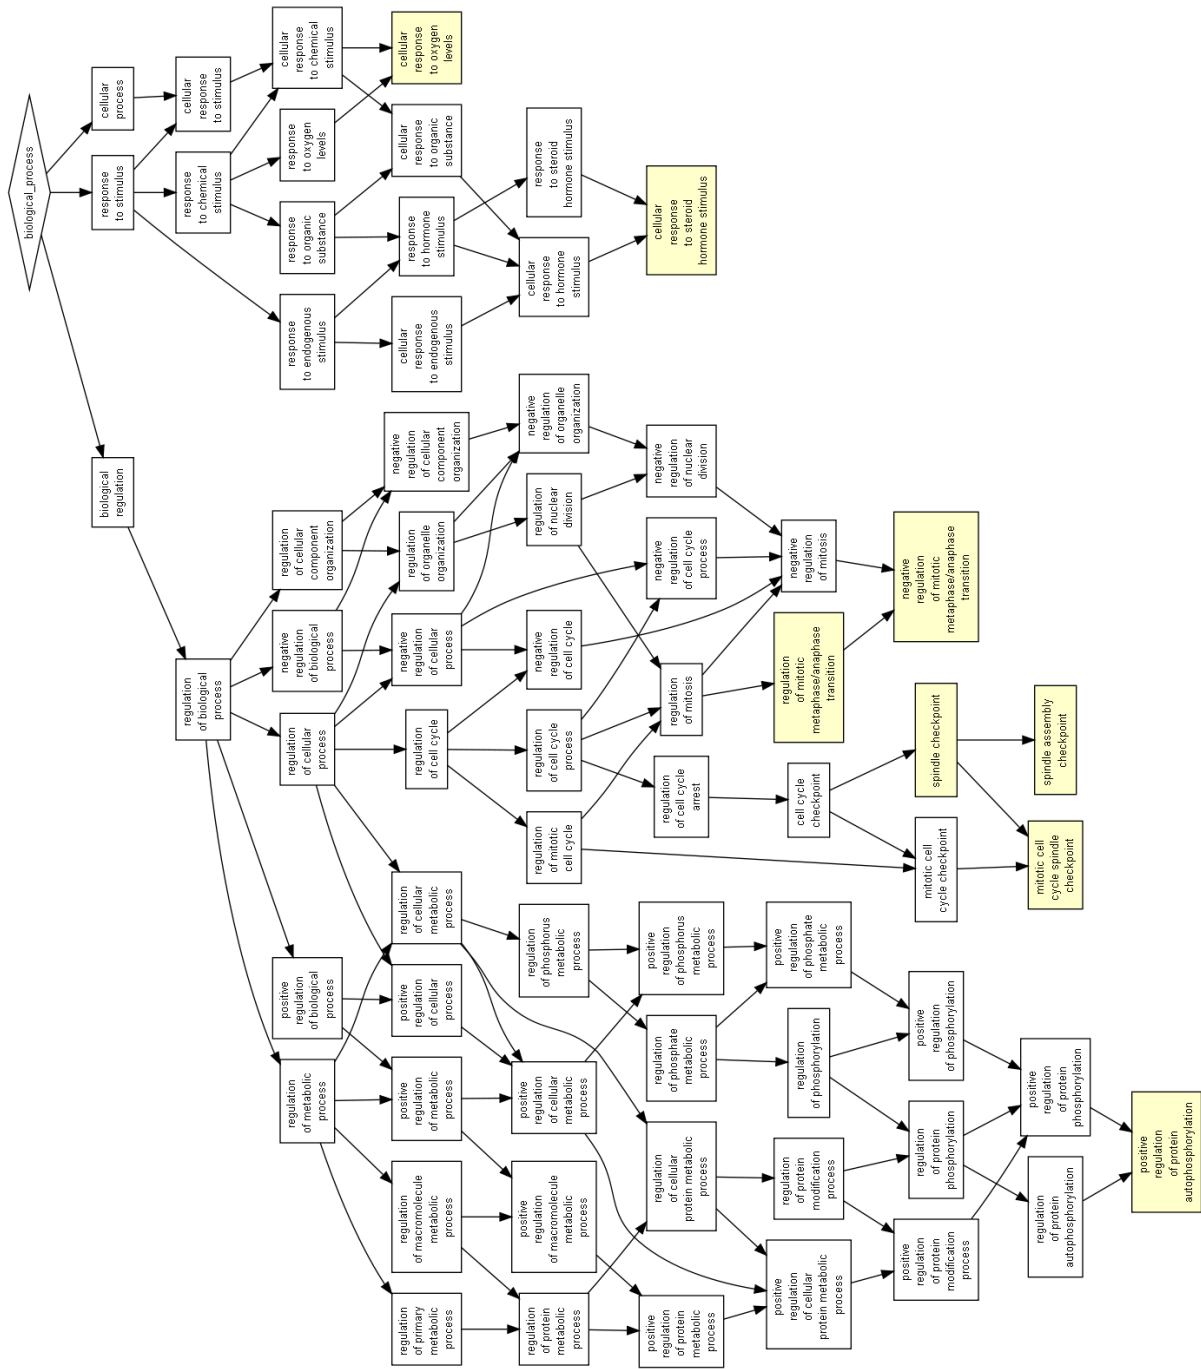 biological_process
cellular
process
response
to stimulus
biological
regulation
cellular
response
to stimulus
response
to chemical
stimulus
regulation
of biological
process
cellular
response
to chemical
stimulus
response
to oxygen
levels
response
to organic
substance
response
to endogenous
stimulus
regulation
of cellular
component
organization
negative
regulation
of biological
process
regulation
of cellular
process
positive
regulation
of biological
process
regulation
of metabolic
process
cellular
response
to oxygen
levels
cellular
response
to organic
substance
response
to hormone
stimulus
cellular
response
to endogenous
stimulus
negative
regulation
of cellular
component
organization
regulation
of organelle
organization
negative
regulation
of cellular
process
regulation
of cell cycle
regulation
of cellular
metabolic
process
positive
regulation
of cellular
process
positive
regulation
of metabolic
process
regulation
of macromolecule
metabolic
process
regulation
of primary
metabolic
process
response
to steroid
hormone stimulus
cellular
response
to hormone
stimulus
negative
regulation
of organelle
organization
regulation
of nuclear
division
negative
regulation
of cell cycle
regulation
of cell cycle
process
regulation
of mitotic
cell cycle
regulation
of phosphorus
metabolic
process
positive
regulation
of cellular
metabolic
process
positive
regulation
of macromolecule
metabolic
process
regulation
of protein
metabolic
process
cellular
response
to steroid
hormone stimulus
negative
regulation
of nuclear
division
negative
regulation
of cell cycle
process
regulation
of mitosis
regulation
of cell cycle
arrest
positive
regulation
of phosphorus
metabolic
process
regulation
of phosphate
metabolic
process
regulation
of cellular
protein metabolic
process
positive
regulation
of protein
metabolic
process
negative
regulation
of mitosis
regulation
of mitotic
metaphase/anaphase
transition
cell cycle
checkpoint
positive
regulation
of phosphate
metabolic
process
regulation
of phosphorylation
regulation
of protein
modification
process
positive
regulation
of cellular
protein metabolic
process
negative
regulation
of mitotic
metaphase/anaphase
transition
spindle checkpoint
mitotic cell
cycle checkpoint
positive
regulation
of phosphorylation
regulation
of protein
phosphorylation
positive
regulation
of protein
modification
process
spindle assembly
checkpoint
mitotic cell
cycle spindle
checkpoint
positive
regulation
of protein
phosphorylation
regulation
of protein
autophosphorylation
positive
regulation
of protein
autophosphorylation